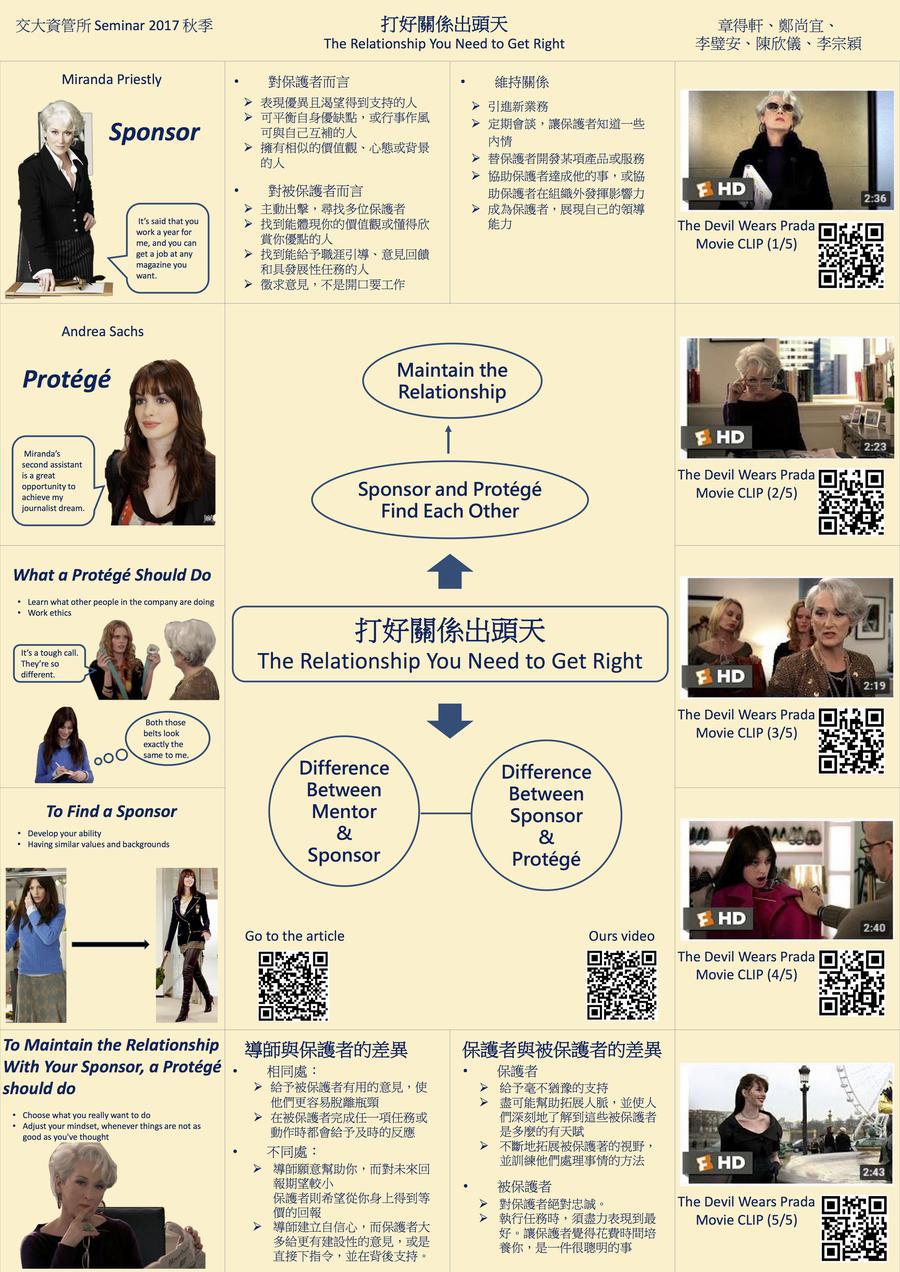 交大資管所 Seminar 2017 秋季
打好關係出頭天
The Relationship You Need to Get Right
章得軒、鄭尚宜、
李璧安、陳欣儀、李宗穎
Miranda Priestly
Sponsor
It's said that you
work a year for
me, and you can
get a job at any
magazine you
want.
• 對保護者而言
➢ 表現優異且渴望得到支持的人
➢ 可平衡自身優缺點，或行事作風
可與自己互補的人
➢ 擁有相似的價值觀、心態或背景
的人
• 對被保護者而言
➢ 主動出擊，尋找多位保護者
➢ 找到能體現你的價值觀或懂得欣
賞你優點的人
➢ 找到能給予職涯引導、意見回饋
和具發展性任務的人
➢ 徵求意見，不是開口要工作
• 維持關係
➢ 引進新業務
➢ 定期會談，讓保護者知道一些
內情
➢ 替保護者開發某項產品或服務
➢ 協助保護者達成他的事，或協
助保護者在組織外發揮影響力
➢ 成為保護者，展現自己的領導
能力
HD
2:36
The Devil Wears Prada
Movie CLIP (1/5)
Andrea Sachs
Protégé
Miranda's
second assistant
is a great
opportunity to
achieve my
journalist dream.
Maintain the
Relationship
Sponsor and Protégé
Find Each Other
HD
2:23
The Devil Wears Prada
Movie CLIP (2/5)
What a Protégé Should Do
• Learn what other people in the company are doing
• Work ethics
It's a tough call.
They're so
different.
Both those
belts look
exactly the
same to me.
打好關係出頭天
The Relationship You Need to Get Right
HD
2:19
The Devil Wears Prada
Movie CLIP (3/5)
To Find a Sponsor
• Develop your ability
• Having similar values and backgrounds
Difference
Between
Mentor
&
Sponsor
Difference
Between
Sponsor
&
Protégé
Go to the article
Ours video
HD
2:40
The Devil Wears Prada
Movie CLIP (4/5)
To Maintain the Relationship
With Your Sponsor, a Protégé
should do
• Choose what you really want to do
• Adjust your mindset, whenever things are not as
good as you've thought
導師與保護者的差異
• 相同處：
➢ 給予被保護者有用的意見，使
他們更容易脫離瓶頸
➢ 在被保護者完成任一項任務或
動作時都會給予及時的反應
• 不同處：
➢ 導師願意幫助你，而對未來回
報期望較小
保護者則希望從你身上得到等
價的回報
➢ 導師建立自信心，而保護者大
多給更有建設性的意見，或是
直接下指令，並在背後支持。
保護者與被保護者的差異
• 保護者
➢ 給予毫不猶豫的支持
➢ 盡可能幫助拓展人脈，並使人
們深刻地了解到這些被保護者
是多麼的有天賦
➢ 不斷地拓展被保護著的視野，
並訓練他們處理事情的方法
• 被保護者
➢ 對保護者絕對忠誠。
➢ 執行任務時，須盡力表現到最
好。讓保護者覺得花費時間培
養你，是一件很聰明的事
HD
2:43
The Devil Wears Prada
Movie CLIP (5/5)